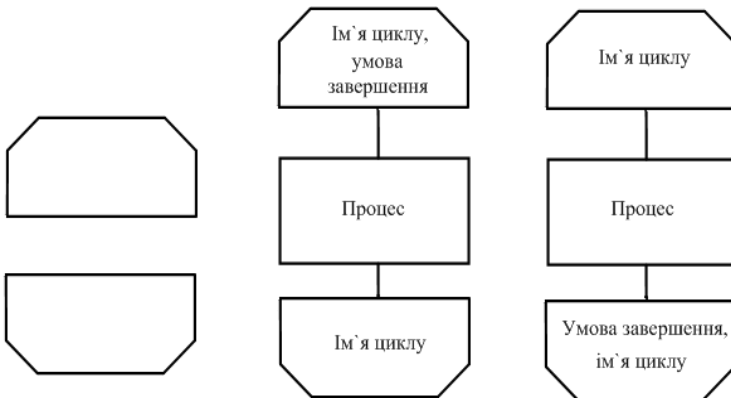 Ім`я циклу,
умова
завершення
Процес
Ім`я циклу
Ім`я циклу
Процес
Умова завершення,
ім`я циклу